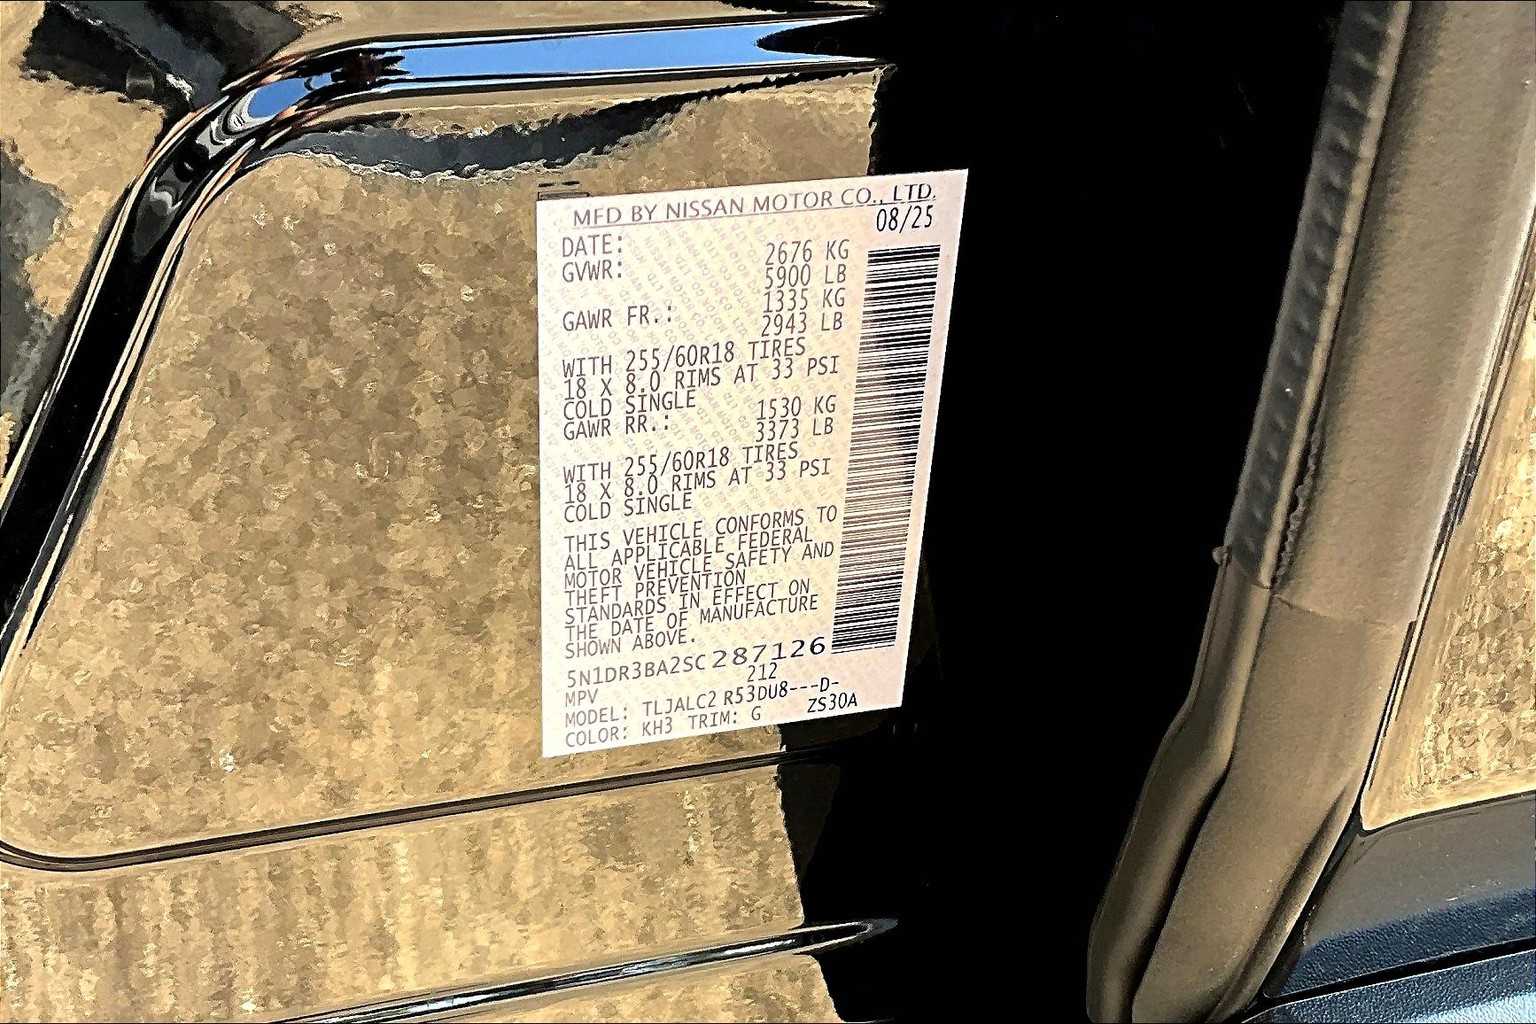 MFD BY NISSAN MOTOR CO., LTD.
DATE: 08/25
GVWR: 2676 KG
5900 LB
GAWR FR.: 1335 KG
2943 LB
WITH 255/60R18 TIRES
18 X 8.0 RIMS AT 33 PSI
COLD SINGLE
GAWR RR.: 1530 KG
3373 LB
WITH 255/60R18 TIRES
18 X 8.0 RIMS AT 33 PSI
COLD SINGLE
THIS VEHICLE CONFORMS TO
ALL APPLICABLE FEDERAL
MOTOR VEHICLE SAFETY AND
THEFT PREVENTION
STANDARDS IN EFFECT ON
THE DATE OF MANUFACTURE
SHOWN ABOVE.
5N1DR3BA2SC287126
MPV 212
MODEL: TLJALC2 R53DU8---D-
COLOR: KH3 TRIM: G ZS30A